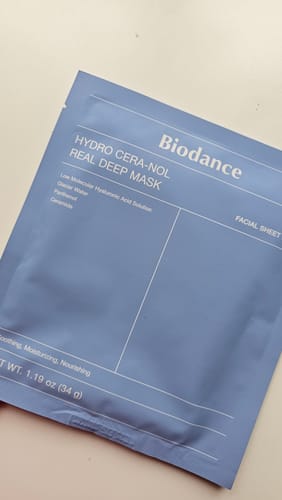 Biodance
HYDRO CERA-NOL
REAL DEEP MASK
Low Molecular Hyaluronic Acid Solution
Glacier Water
Panthenol
Ceramide
FACIAL SHEET
Soothing, Moisturizing, Nourishing
WT. 1.19 oz (34 g)